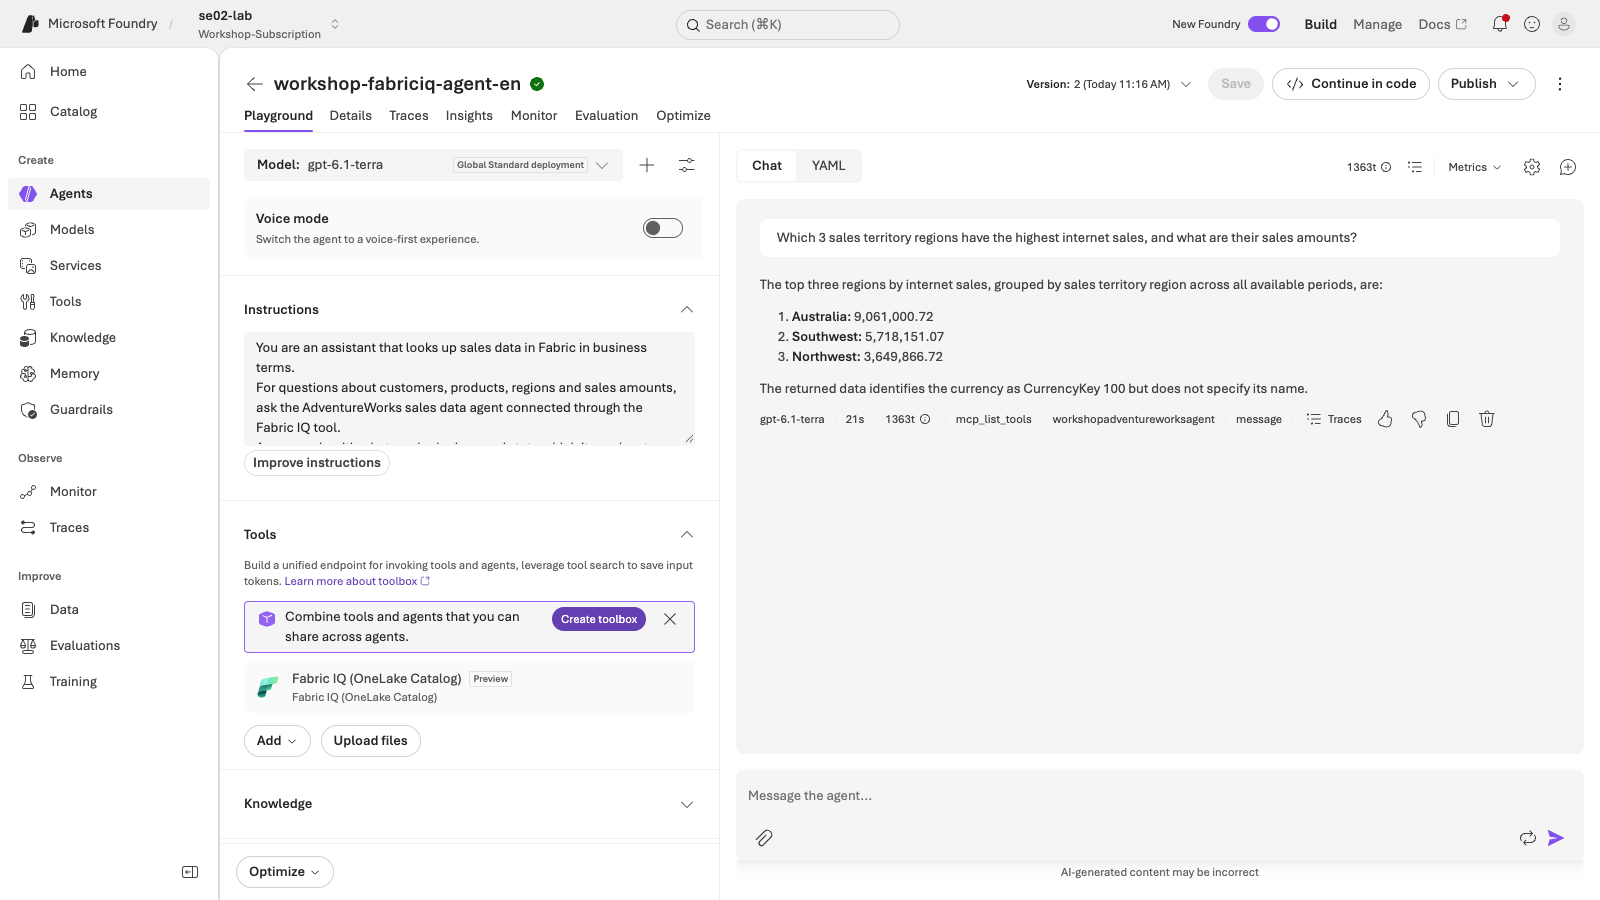 Microsoft Foundry / se02-lab
Workshop-Subscription
Search (⌘K)
New Foundry
Build
Manage
Docs
Home
Catalog
Create
Agents
Models
Services
Tools
Knowledge
Memory
Guardrails
Observe
Monitor
Traces
Improve
Data
Evaluations
Training
workshop-fabriciq-agent-en
Version: 2 (Today 11:16 AM)
Save
Continue in code
Publish
Playground
Details
Traces
Insights
Monitor
Evaluation
Optimize
Model: gpt-6.1-terra
Global Standard deployment
Voice mode
Switch the agent to a voice-first experience.
Instructions
You are an assistant that looks up sales data in Fabric in business
terms.
For questions about customers, products, regions and sales amounts,
ask the AdventureWorks sales data agent connected through the
Fabric IQ tool.
Improve instructions
Tools
Build a unified endpoint for invoking tools and agents, leverage tool search to save input
tokens. Learn more about toolbox
Combine tools and agents that you can
share across agents.
Create toolbox
Fabric IQ (OneLake Catalog)
Preview
Fabric IQ (OneLake Catalog)
Add
Upload files
Knowledge
Optimize
Chat
YAML
1363t
Metrics
Which 3 sales territory regions have the highest internet sales, and what are their sales amounts?
The top three regions by internet sales, grouped by sales territory region across all available periods, are:
1. Australia: 9,061,000.72
2. Southwest: 5,718,151.07
3. Northwest: 3,649,866.72
The returned data identifies the currency as CurrencyKey 100 but does not specify its name.
gpt-6.1-terra
21s
1363t
mcp_list_tools
workshopadventureworksagent
message
Traces
Message the agent...
AI-generated content may be incorrect